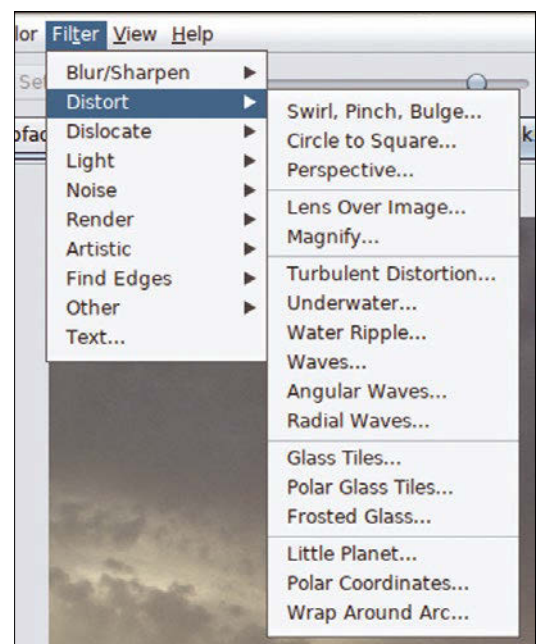 lor Filter View Help
Se
Blur/Sharpen
Distort
Dislocate
Light
Noise
Render
Artistic
Find Edges
Other
Text...
ofad
k
Swirl, Pinch, Bulge...
Circle to Square...
Perspective...
Lens Over Image...
Magnify...
Turbulent Distortion...
Underwater...
Water Ripple...
Waves...
Angular Waves...
Radial Waves...
Glass Tiles...
Polar Glass Tiles...
Frosted Glass...
Little Planet...
Polar Coordinates...
Wrap Around Arc...